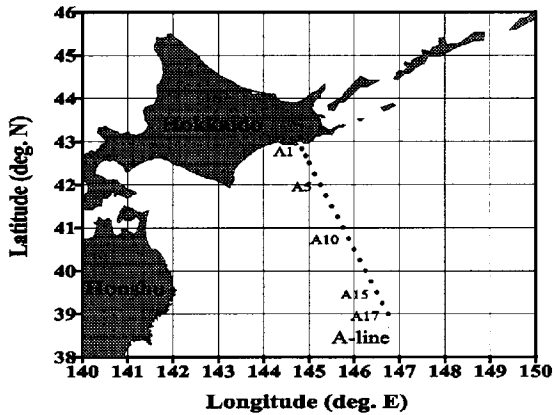 46
45
44
43
42
41
40
39
38
Latitude (deg. N)
Hokkaido
A1
A5
A10
A15
A17
A-line
Honshu
140 141 142 143 144 145 146 147 148 149 150
Longitude (deg. E)